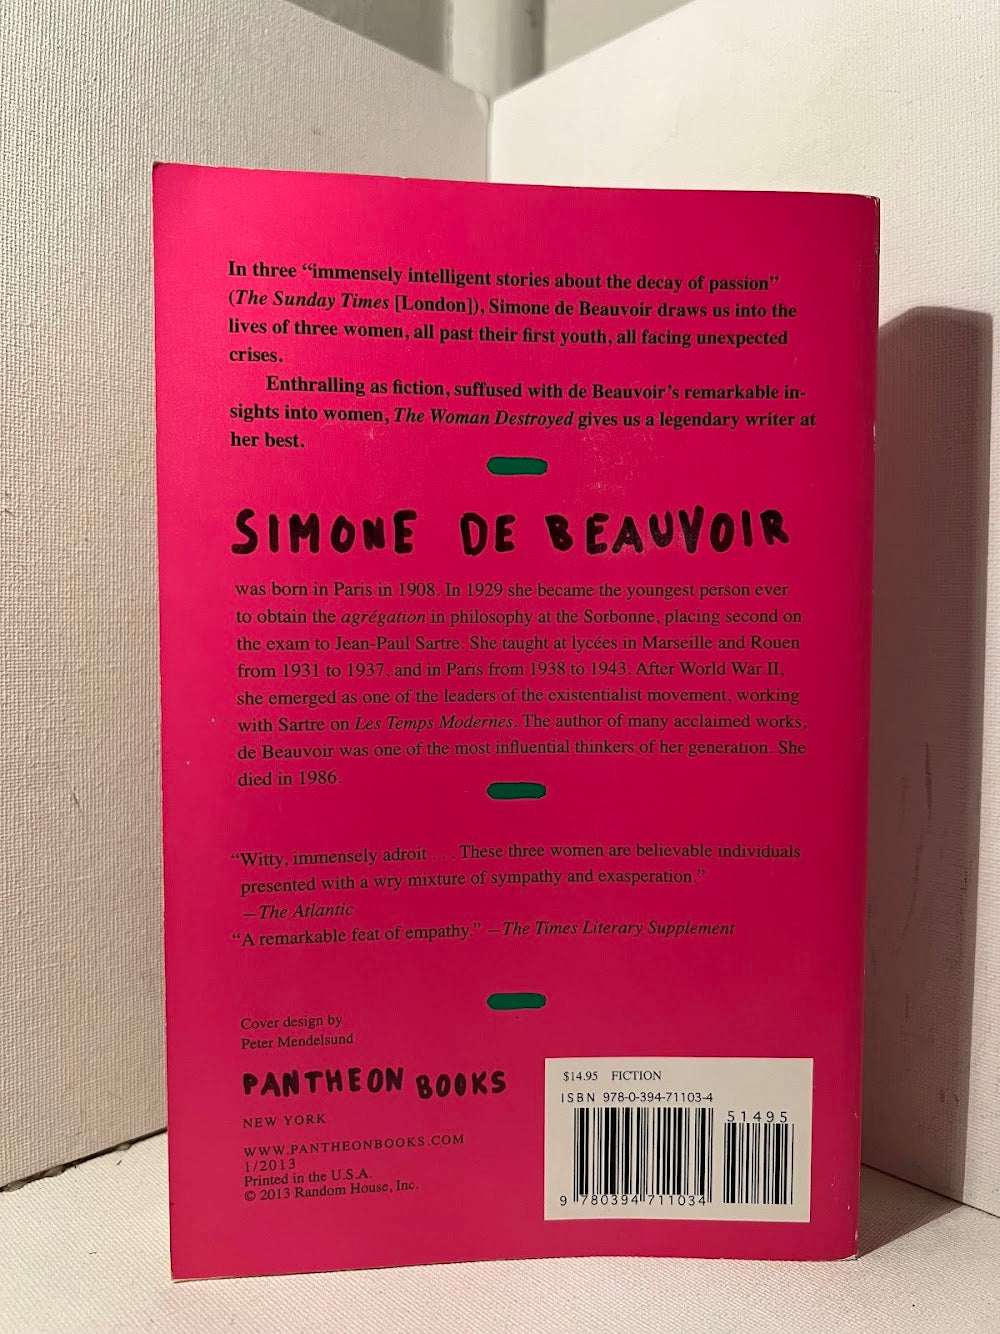 In three “immensely intelligent stories about the decay of passion”
(The Sunday Times [London]), Simone de Beauvoir draws us into the
lives of three women, all past their first youth, all facing unexpected
crises.
Enthralling as fiction, suffused with de Beauvoir’s remarkable in-
sights into women, The Woman Destroyed gives us a legendary writer at
her best.
SIMONE DE BEAUVOIR
was born in Paris in 1908. In 1929 she became the youngest person ever
to obtain the agrégation in philosophy at the Sorbonne, placing second on
the exam to Jean-Paul Sartre. She taught at lycées in Marseille and Rouen
from 1931 to 1937, and in Paris from 1938 to 1943. After World War II,
she emerged as one of the leaders of the existentialist movement, working
with Sartre on Les Temps Modernes. The author of many acclaimed works,
de Beauvoir was one of the most influential thinkers of her generation. She
died in 1986.
“Witty, immensely adroit . . . These three women are believable individuals
presented with a wry mixture of sympathy and exasperation.”
—The Atlantic
“A remarkable feat of empathy.” —The Times Literary Supplement
Cover design by
Peter Mendelsund
PANTHEON BOOKS
NEW YORK
WWW.PANTHEONBOOKS.COM
1/2013
Printed in the U.S.A.
© 2013 Random House, Inc.
$14.95 FICTION
ISBN 978-0-394-71103-4
51495
9 780394 711034